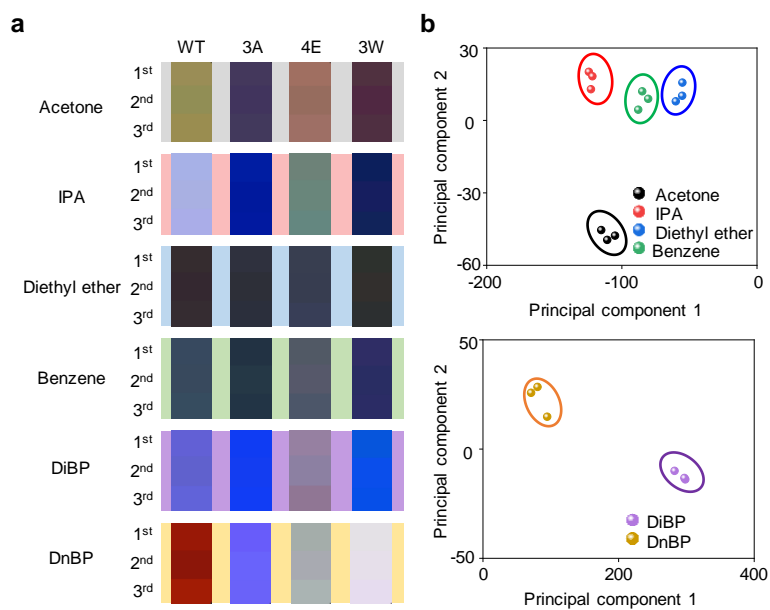 a
WT 3A 4E 3W
Acetone
1st
2nd
3rd
IPA
1st
2nd
3rd
Diethyl ether
1st
2nd
3rd
Benzene
1st
2nd
3rd
DiBP
1st
2nd
3rd
DnBP
1st
2nd
3rd
b
Principal component 2
30
0
-30
-60
-200 -100 0
Principal component 1
Acetone
IPA
Diethyl ether
Benzene
Principal component 2
50
0
-50
0 200 400
Principal component 1
DiBP
DnBP